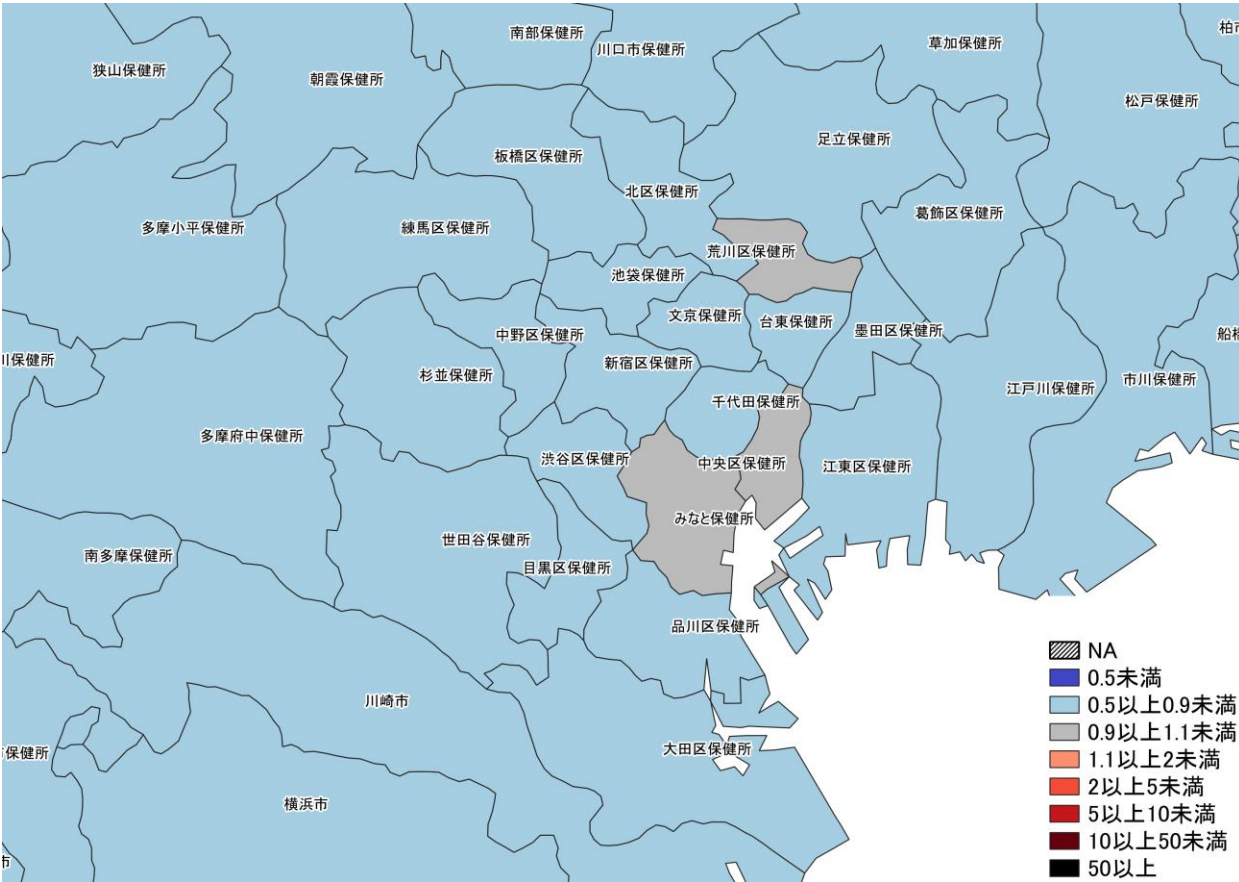 南部保健所
川口市保健所
草加保健所
柏市
狭山保健所
朝霞保健所
松戸保健所
足立保健所
板橋区保健所
北区保健所
葛飾区保健所
多摩小平保健所
練馬区保健所
荒川区保健所
池袋保健所
文京保健所
台東保健所
墨田区保健所
中野区保健所
船橋
川保健所
新宿区保健所
杉並保健所
市川保健所
江戸川保健所
千代田保健所
多摩府中保健所
渋谷区保健所
中央区保健所
江東区保健所
みなと保健所
世田谷保健所
南多摩保健所
目黒区保健所
品川区保健所
NA
0.5未満
川崎市
0.5以上0.9未満
0.9以上1.1未満
大田区保健所
市保健所
1.1以上2未満
2以上5未満
横浜市
5以上10未満
10以上50未満
市
50以上